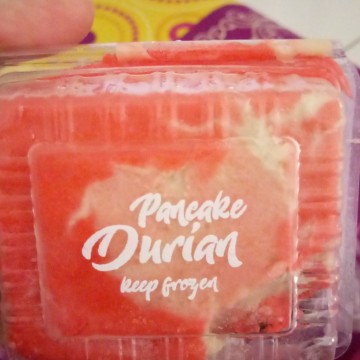 Pancake
Durian
keep frozen